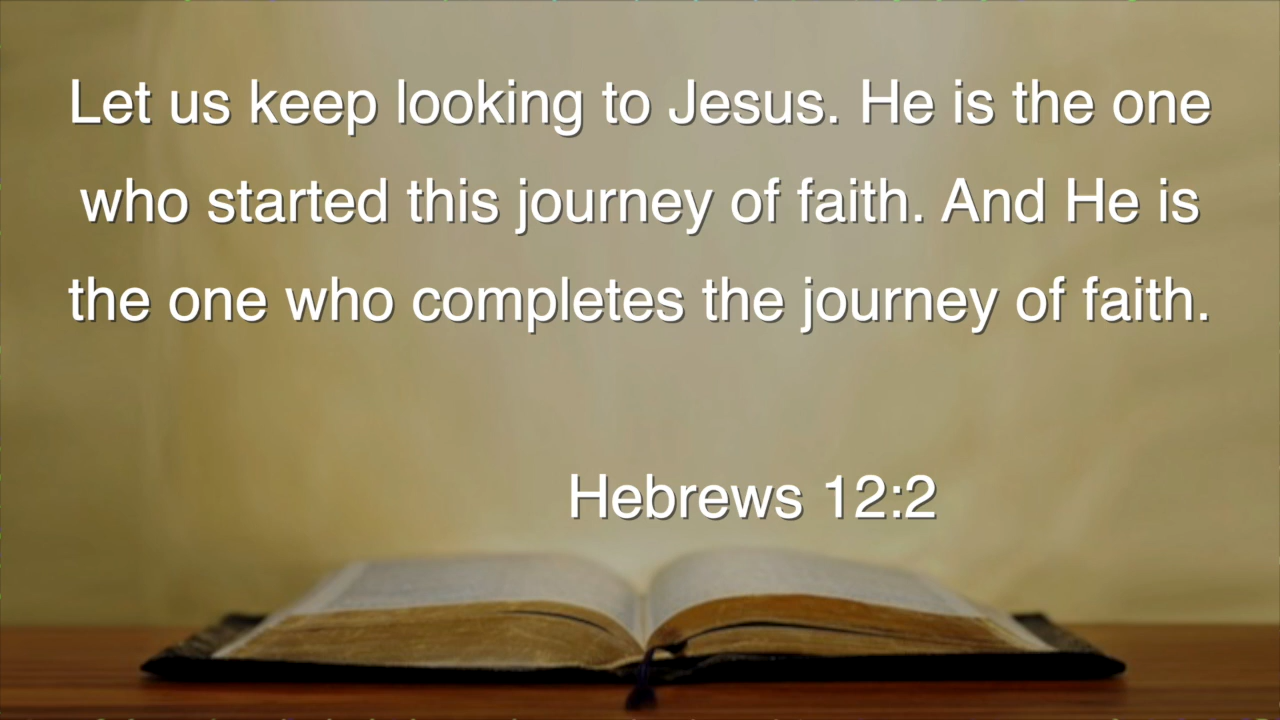 Let us keep looking to Jesus. He is the one
who started this journey of faith. And He is
the one who completes the journey of faith.
Hebrews 12:2